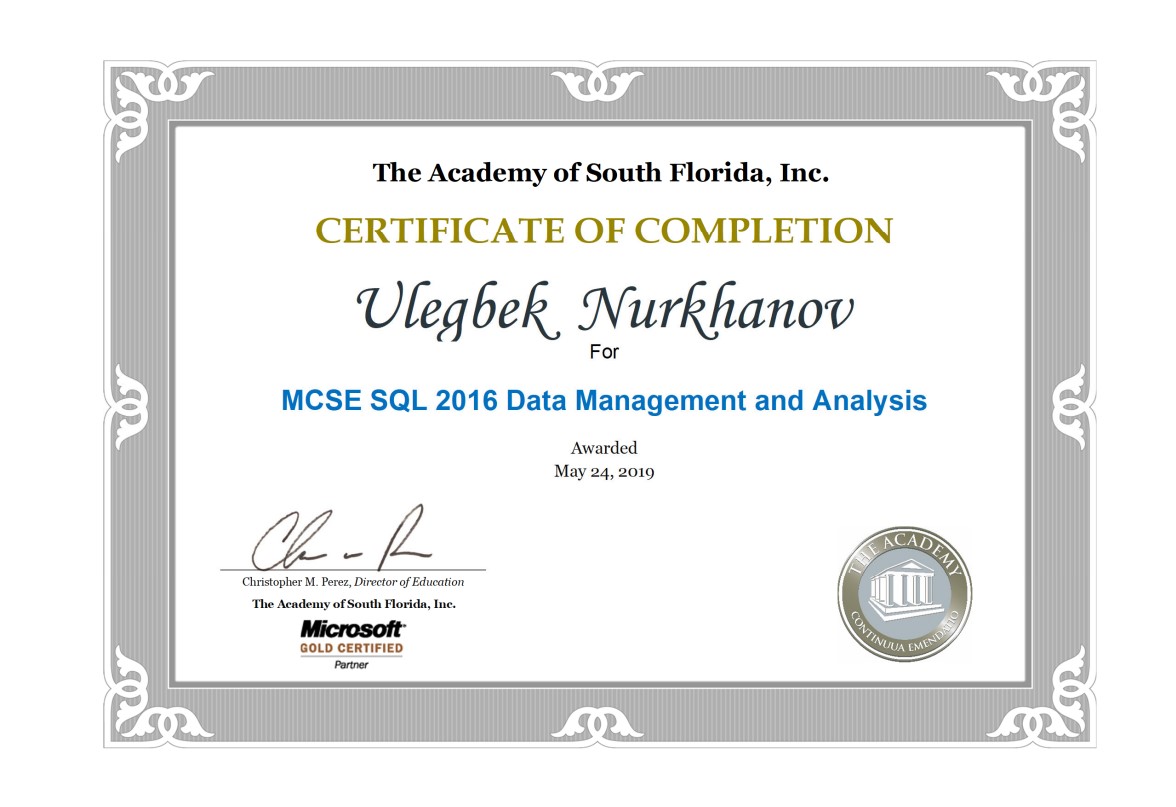 The Academy of South Florida, Inc.
CERTIFICATE OF COMPLETION
Ulegbek Nurkhanov
For
MCSE SQL 2016 Data Management and Analysis
Awarded
May 24, 2019
Christopher M. Perez, Director of Education
The Academy of South Florida, Inc.
Microsoft
GOLD CERTIFIED
Partner
THE ACADEMY
CONTINUUA EMENDATIO